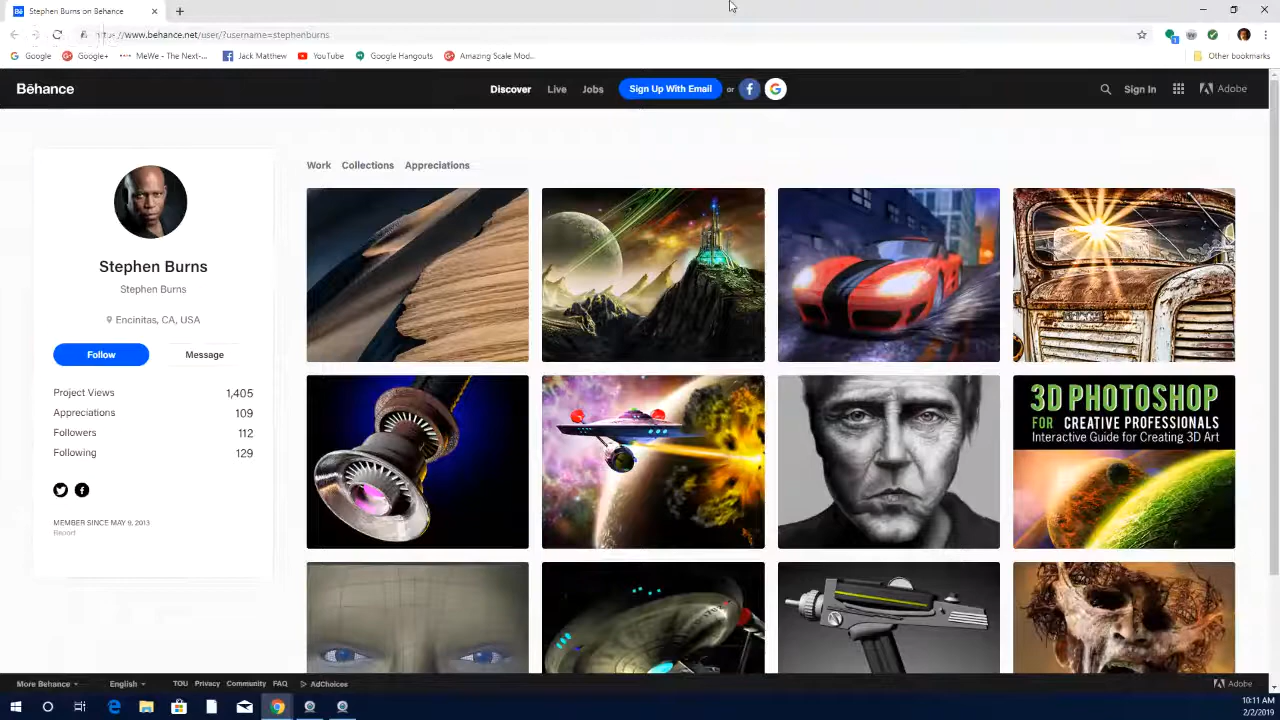 Stephen Burns on Behance
https://www.behance.net/user/?username=stephenburns
Google
Google+
MeWe - The Next-...
Jack Matthew
YouTube
Google Hangouts
Amazing Scale Mod...
Other bookmarks
Bēhance
Discover Live Jobs Sign Up With Email or
Sign In
Adobe
Work Collections Appreciations
Stephen Burns
Stephen Burns
Encinitas, CA, USA
Follow Message
Project Views 1,405
Appreciations 109
Followers 112
Following 129
MEMBER SINCE MAY 9, 2013
Report
3D PHOTOSHOP
FOR CREATIVE PROFESSIONALS
Interactive Guide for Creating 3D Art
More Behance English TOU Privacy Community FAQ AdChoices
Adobe
10:11 AM
2/2/2019